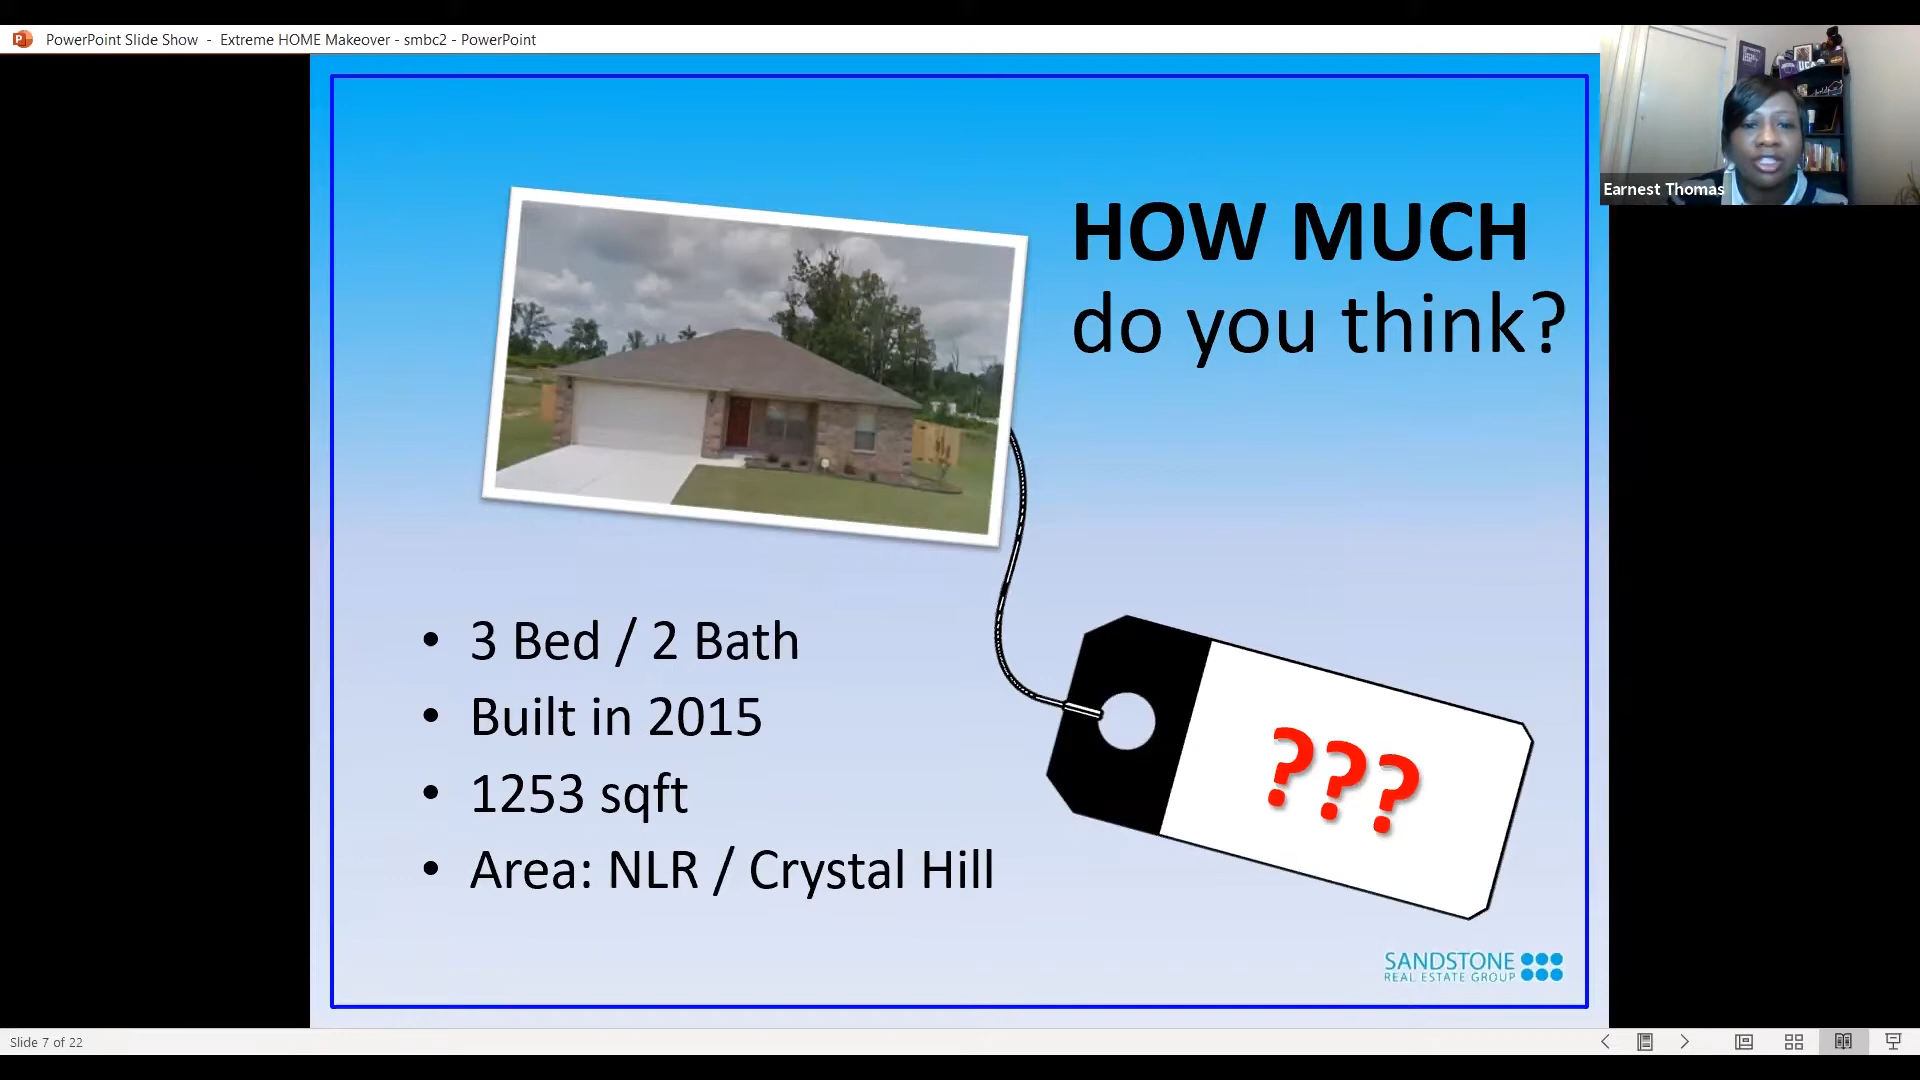 PowerPoint Slide Show - Extreme HOME Makeover - smbc2 - PowerPoint
UCA
Earnest Thomas
HOW MUCH
do you think?
• 3 Bed / 2 Bath
• Built in 2015
• 1253 sqft
• Area: NLR / Crystal Hill
???
SANDSTONE
REAL ESTATE GROUP
Slide 7 of 22